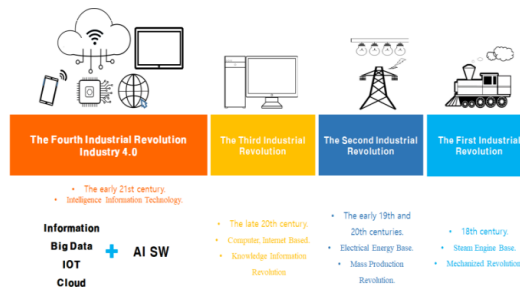 The Fourth Industrial Revolution
Industry 4.0
The Third Industrial
Revolution
The Second Industrial
Revolution
The First Industrial
Revolution
• The early 21st century.
• Intelligence Information Technology.
Information
Big Data
IOT
Cloud
+
AI SW
• The late 20th century.
• Computer, Internet Based
• Knowledge Information
Revolution
• The early 19th and
20th centuries.
• Electrical Energy Base.
• Mass Production
Revolution.
• 18th century.
• Steam Engine Base.
• Mechanized Revolution